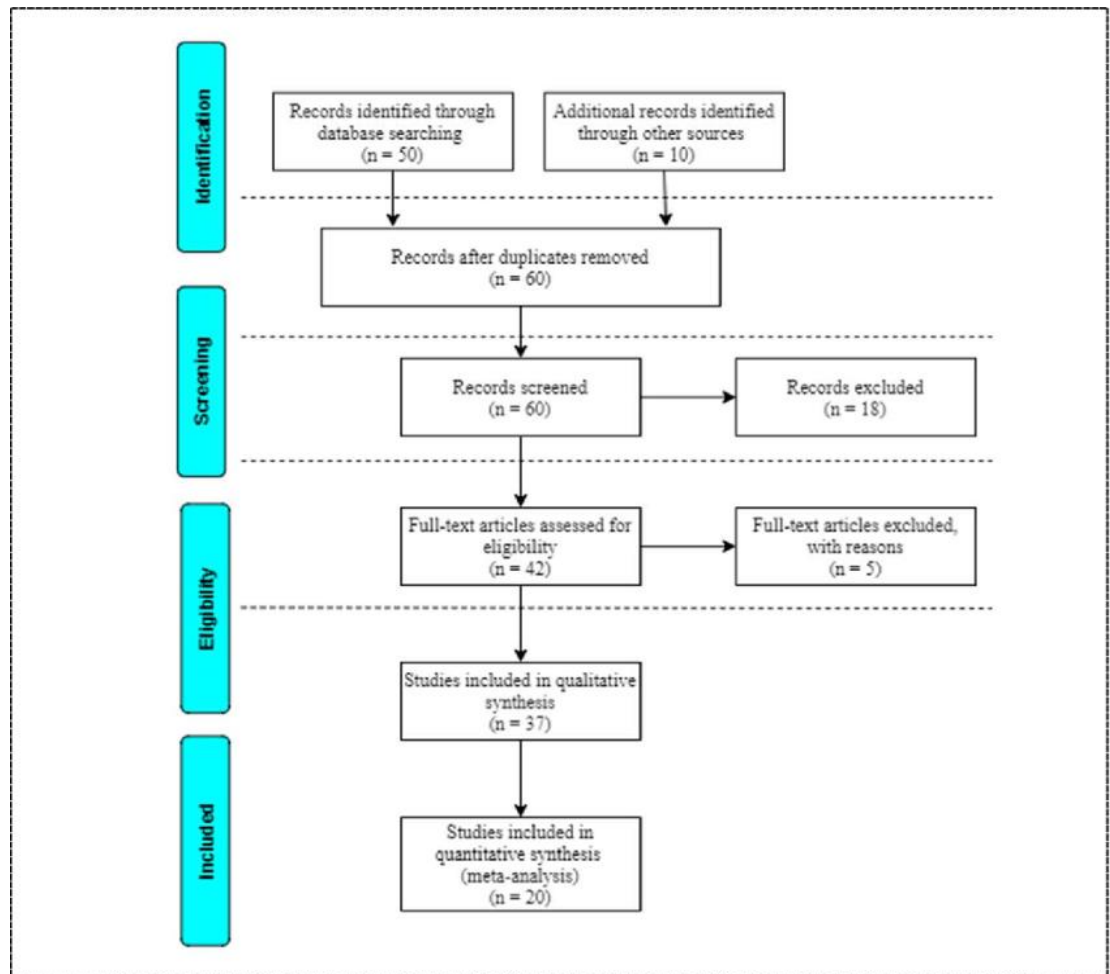 Identification
Records identified through
database searching
(n = 50)
Additional records identified
through other sources
(n = 10)
Records after duplicates removed
(n = 60)
Screening
Records screened
(n = 60)
Records excluded
(n = 18)
Eligibility
Full-text articles assessed for
eligibility
(n = 42)
Full-text articles excluded,
with reasons
(n = 5)
Studies included in qualitative
synthesis
(n = 37)
Included
Studies included in
quantitative synthesis
(meta-analysis)
(n = 20)